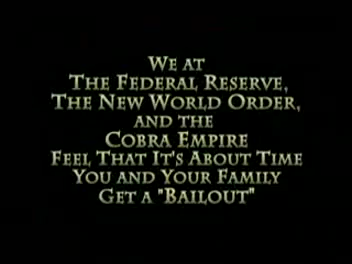 We at
The Federal Reserve,
The New World Order,
and the
Cobra Empire
Feel That It's About Time
You and Your Family
Get a "Bailout"